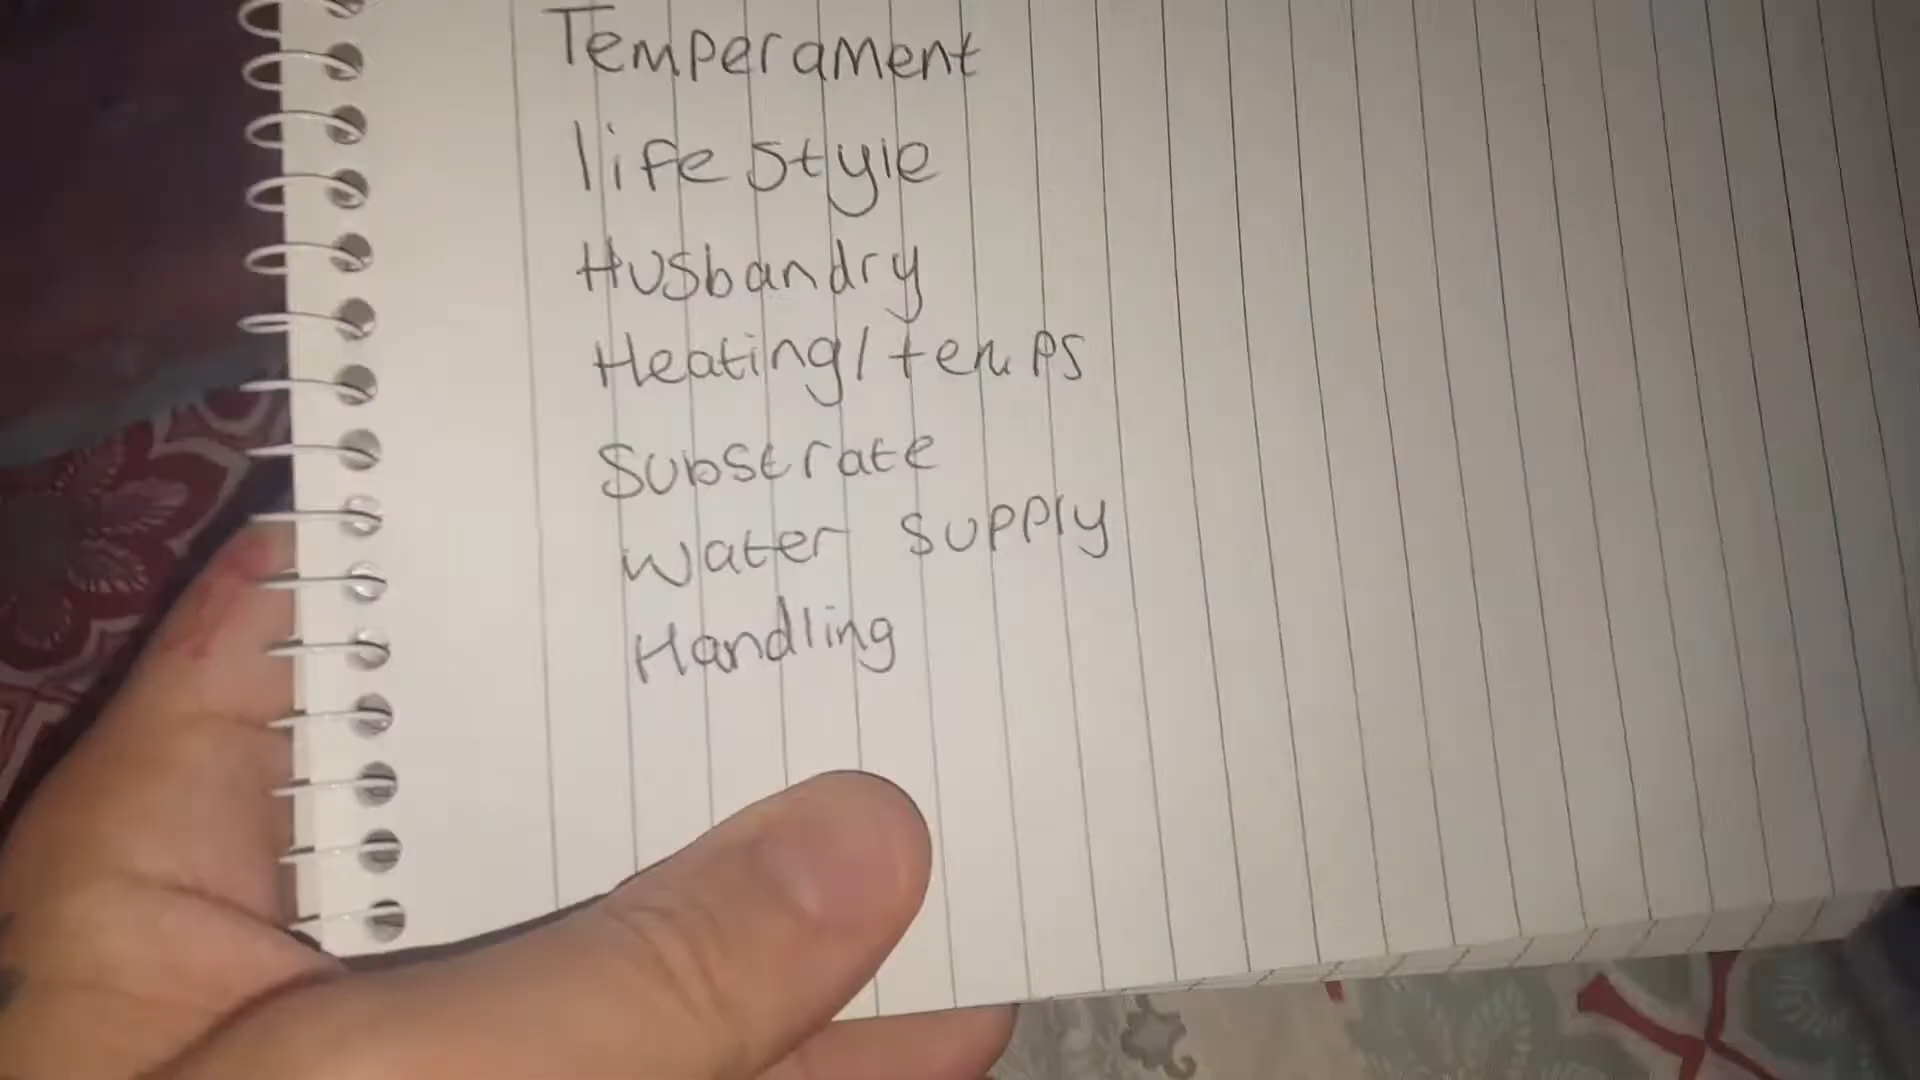 Temperament
life style
Husbandry
Heating/temps
Substrate
Water supply
Handling